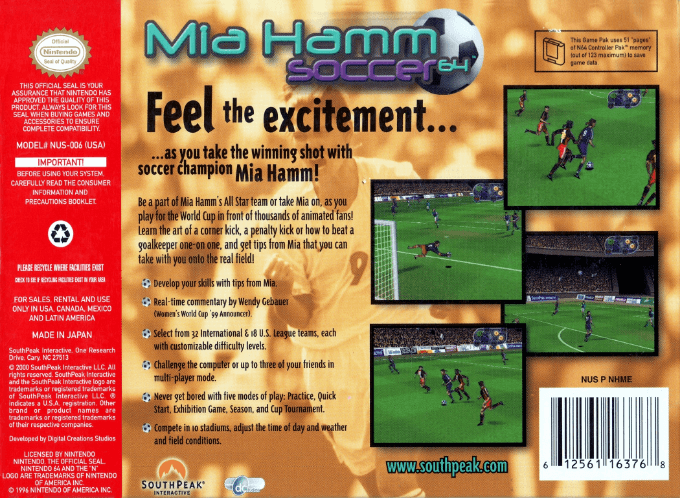 Official
Nintendo
Seal of Quality
THIS OFFICIAL SEAL IS YOUR
ASSURANCE THAT NINTENDO HAS
APPROVED THE QUALITY OF THIS
PRODUCT. ALWAYS LOOK FOR THIS
SEAL WHEN BUYING GAMES AND
ACCESSORIES TO ENSURE
COMPLETE COMPATIBILITY.
MODEL# NUS-006 (USA)
IMPORTANT!
BEFORE USING YOUR SYSTEM,
CAREFULLY READ THE CONSUMER
INFORMATION AND
PRECAUTIONS BOOKLET.
PLEASE RECYCLE WHERE FACILITIES EXIST
CHECK TO SEE IF RECYCLING FACILITIES EXIST IN YOUR AREA
FOR SALES, RENTAL AND USE
ONLY IN USA, CANADA, MEXICO
AND LATIN AMERICA
MADE IN JAPAN
SouthPeak Interactive, One Research
Drive, Cary, NC 27513
© 2000 SouthPeak Interactive LLC. All
rights reserved. SouthPeak Interactive
and the SouthPeak Interactive logo are
trademarks or registered trademarks
of SouthPeak Interactive LLC. ®
indicates a U.S.A. registration. Other
brand or product names are
trademarks or registered trademarks
of their respective companies.
Developed by Digital Creations Studios
LICENSED BY NINTENDO
NINTENDO, THE OFFICIAL SEAL,
NINTENDO 64 AND THE "N"
LOGO ARE TRADEMARKS OF NINTENDO
OF AMERICA INC.
© 1996 NINTENDO OF AMERICA INC.
Mia Hamm
SOCCER 64
This Game Pak uses 51 "pages"
of N64 Controller Pak™ memory
(out of 123 maximum) to save
game data.
Feel the excitement...
...as you take the winning shot with
soccer champion Mia Hamm!
Be a part of Mia Hamm's All Star team or take Mia on, as you
play for the World Cup in front of thousands of animated fans!
Learn the art of a corner kick, a penalty kick or how to beat a
goalkeeper one-on one, and get tips from Mia that you can
take with you onto the real field!
Develop your skills with tips from Mia.
Real-time commentary by Wendy Gebauer
(Women's World Cup '99 Announcer).
Select from 32 International & 18 U.S. League teams, each
with customizable difficulty levels.
Challenge the computer or up to three of your friends in
multi-player mode.
Never get bored with five modes of play: Practice, Quick
Start, Exhibition Game, Season, and Cup Tournament.
Compete in 10 stadiums, adjust the time of day and weather
and field conditions.
SOUTHPEAK®
INTERACTIVE
dc
www.southpeak.com
NUS P NHME
6 12561 16376 8